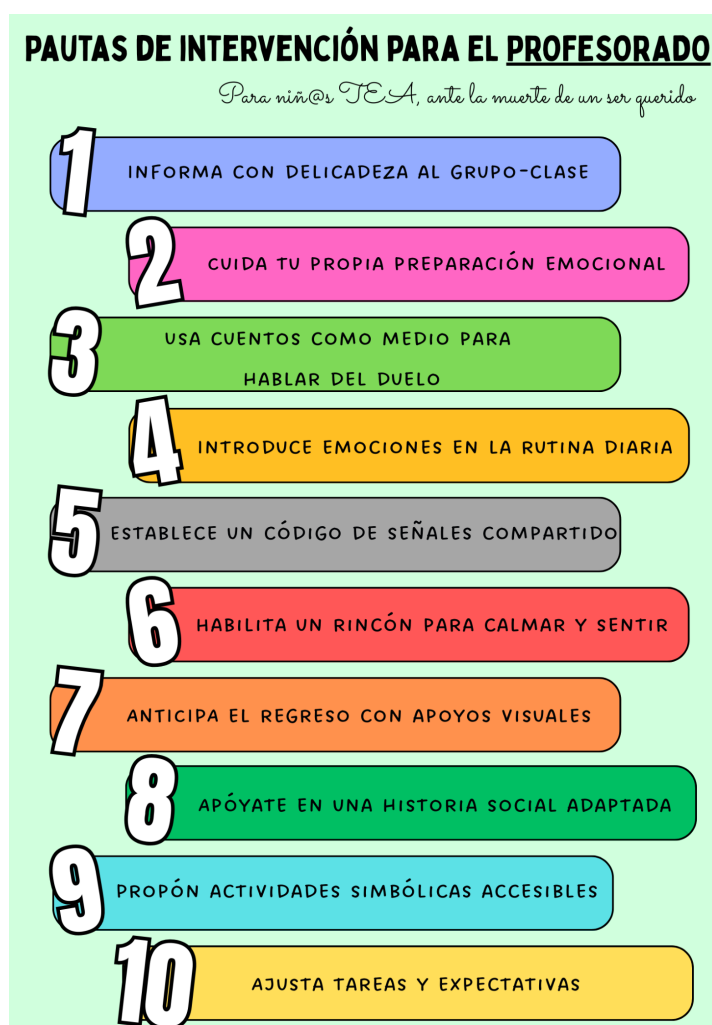 PAUTAS DE INTERVENCIÓN PARA EL PROFESORADO
Para niñ@s TEA, ante la muerte de un ser querido
1
INFORMA CON DELICADEZA AL GRUPO-CLASE
2
CUIDA TU PROPIA PREPARACIÓN EMOCIONAL
3
USA CUENTOS COMO MEDIO PARA
HABLAR DEL DUELO
4
INTRODUCE EMOCIONES EN LA RUTINA DIARIA
5
ESTABLECE UN CÓDIGO DE SEÑALES COMPARTIDO
6
HABILITA UN RINCÓN PARA CALMAR Y SENTIR
7
ANTICIPA EL REGRESO CON APOYOS VISUALES
8
APÓYATE EN UNA HISTORIA SOCIAL ADAPTADA
9
PROPÓN ACTIVIDADES SIMBÓLICAS ACCESIBLES
10
AJUSTA TAREAS Y EXPECTATIVAS